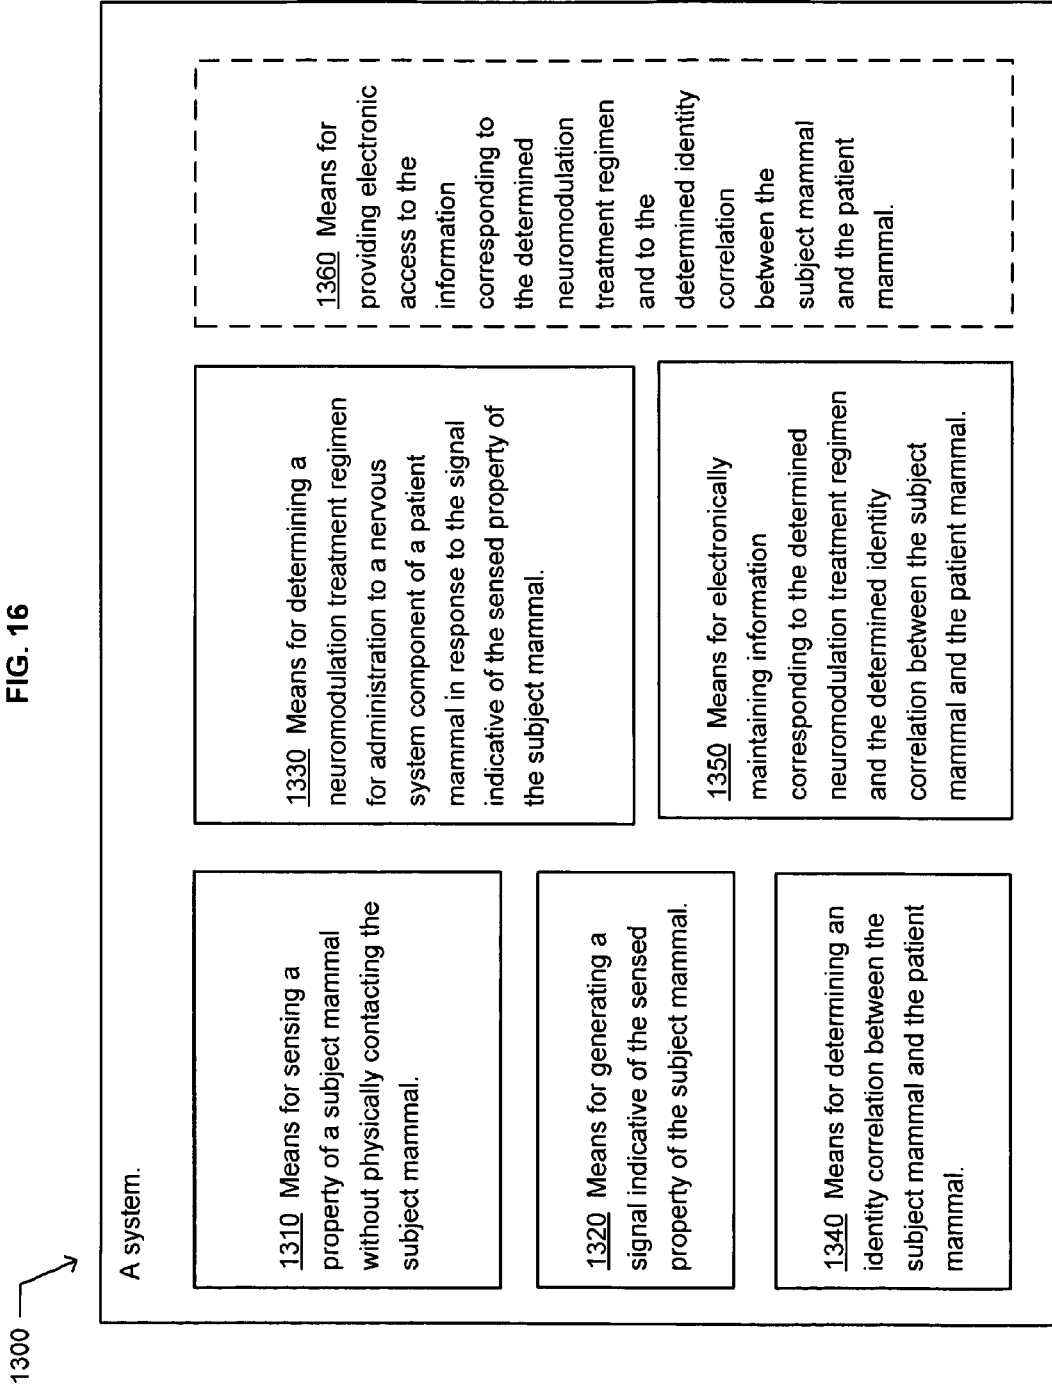 FIG. 16
1300
A system.
1310 Means for sensing a
property of a subject mammal
without physically contacting the
subject mammal.
1320 Means for generating a
signal indicative of the sensed
property of the subject mammal.
1340 Means for determining an
identity correlation between the
subject mammal and the patient
mammal.
1330 Means for determining a
neuromodulation treatment regimen
for administration to a nervous
system component of a patient
mammal in response to the signal
indicative of the sensed property of
the subject mammal.
1350 Means for electronically
maintaining information
corresponding to the determined
neuromodulation treatment regimen
and the determined identity
correlation between the subject
mammal and the patient mammal.
1360 Means for
providing electronic
access to the
information
corresponding to
the determined
neuromodulation
treatment regimen
and to the
determined identity
correlation
between the
subject mammal
and the patient
mammal.